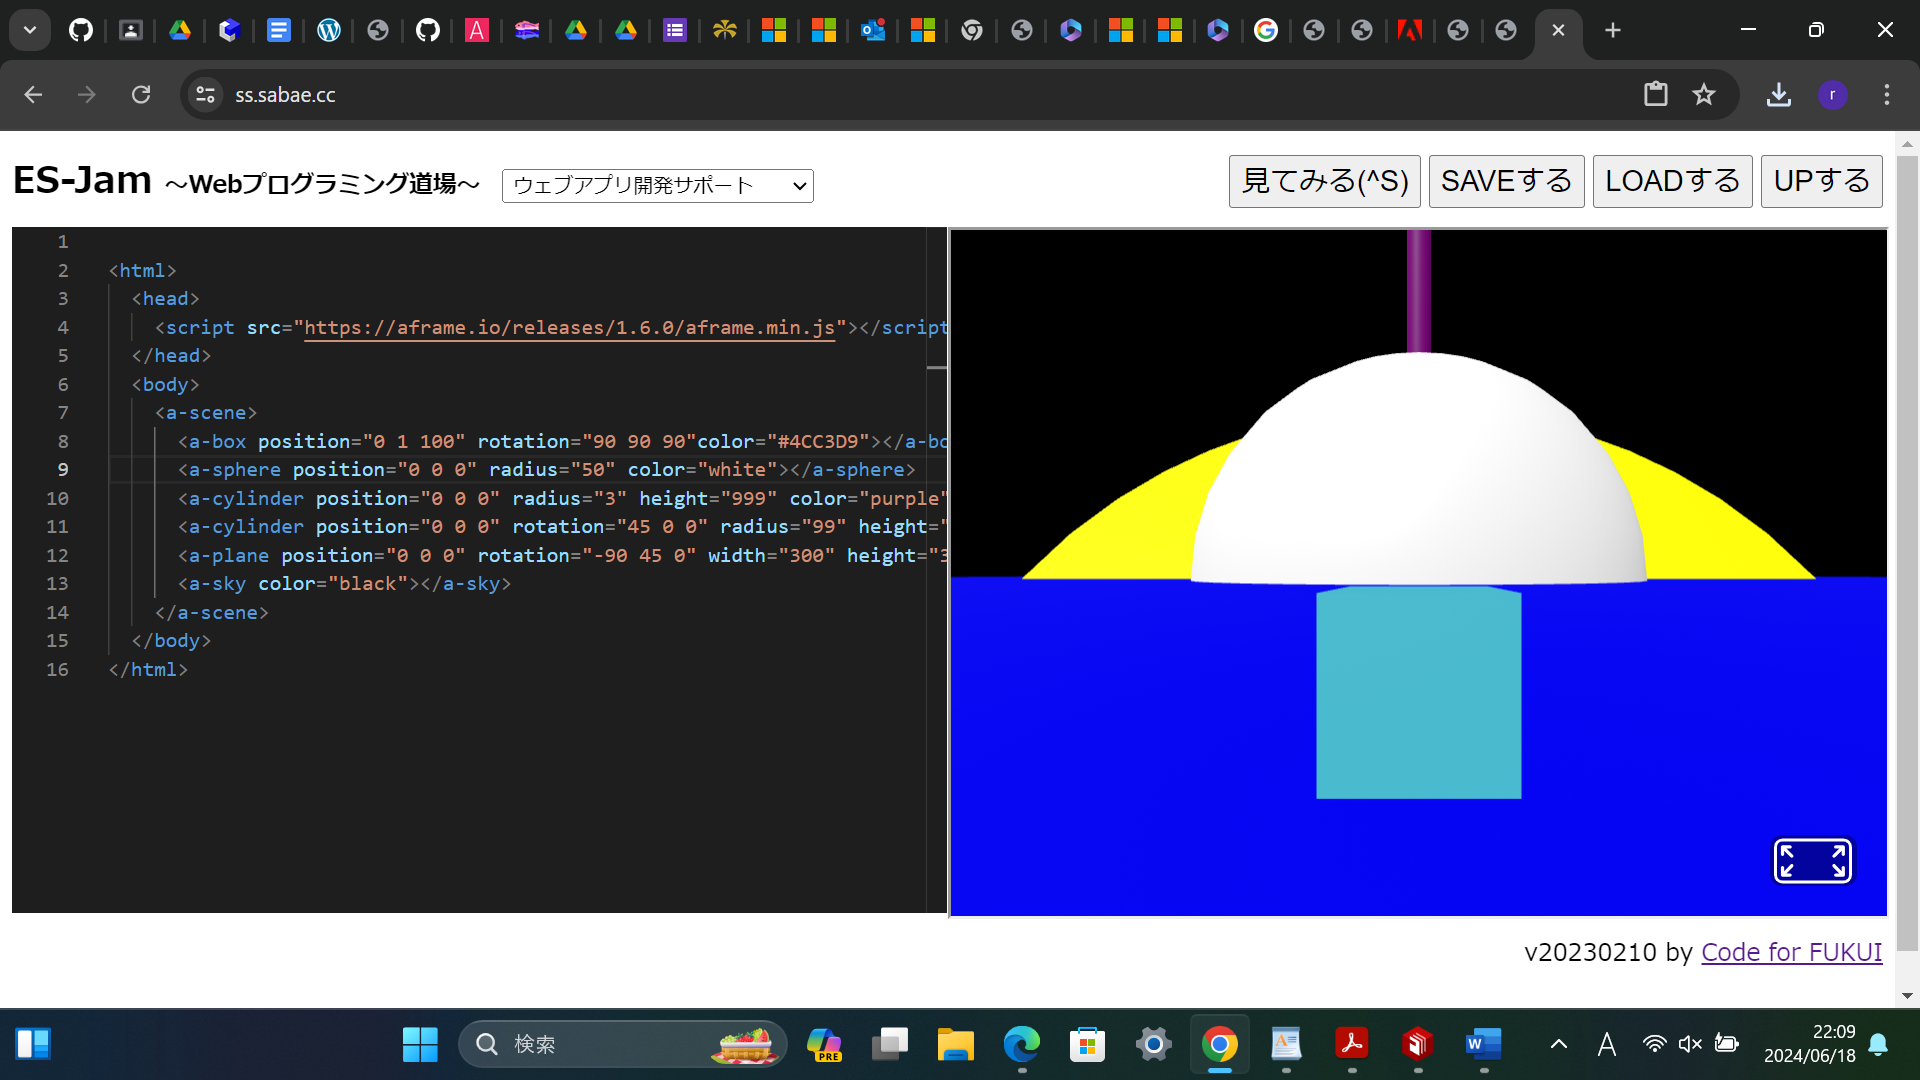 ss.sabae.cc
r
ES-Jam ～Webプログラミング道場～
ウェブアプリ開発サポート
見てみる(^S)
SAVEする
LOADする
UPする
1
2 <html>
3 <head>
4 <script src="https://aframe.io/releases/1.6.0/aframe.min.js"></script
5 </head>
6 <body>
7 <a-scene>
8 <a-box position="0 1 100" rotation="90 90 90"color="#4CC3D9"></a-bo
9 <a-sphere position="0 0 0" radius="50" color="white"></a-sphere>
10 <a-cylinder position="0 0 0" radius="3" height="999" color="purple"
11 <a-cylinder position="0 0 0" rotation="45 0 0" radius="99" height="
12 <a-plane position="0 0 0" rotation="-90 45 0" width="300" height="3
13 <a-sky color="black"></a-sky>
14 </a-scene>
15 </body>
16 </html>
v20230210 by Code for FUKUI
検索
PRE
A
22:09
2024/06/18